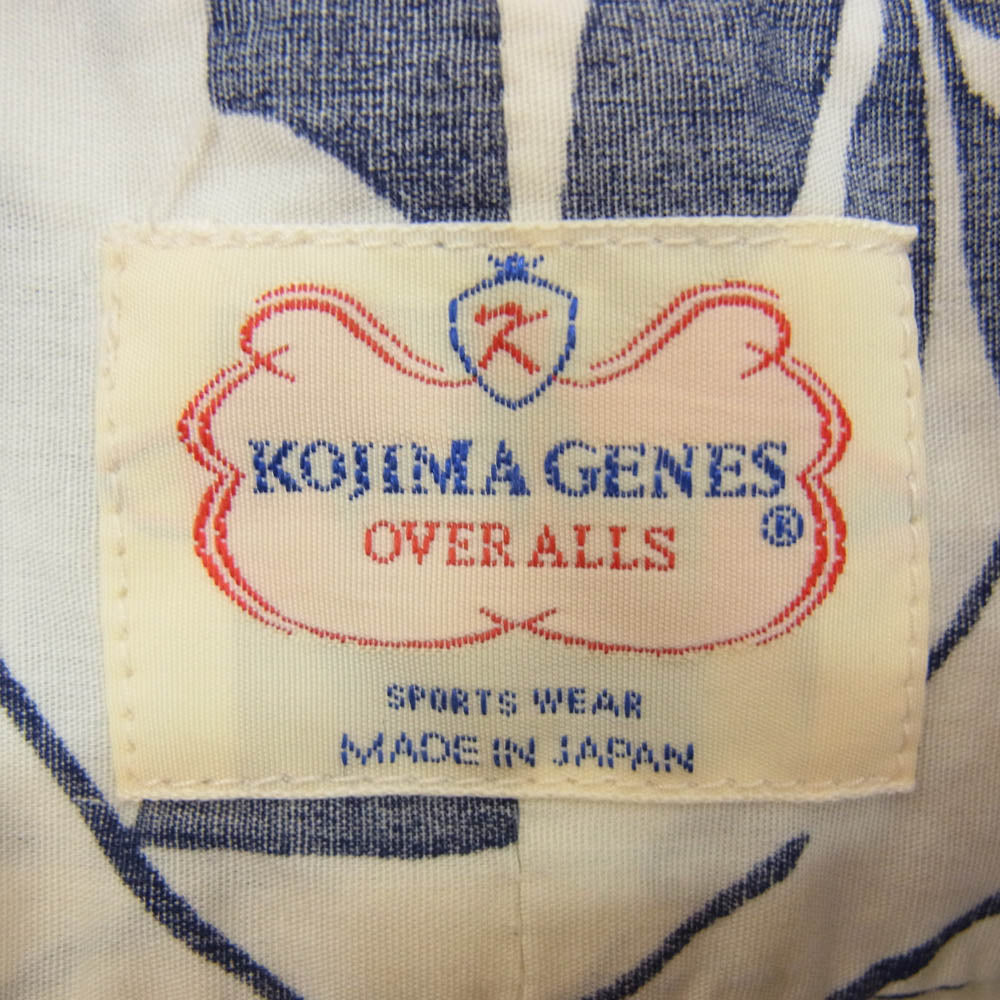 K
KOJIMA GENES
®
OVER ALLS
SPORTS WEAR
MADE IN JAPAN